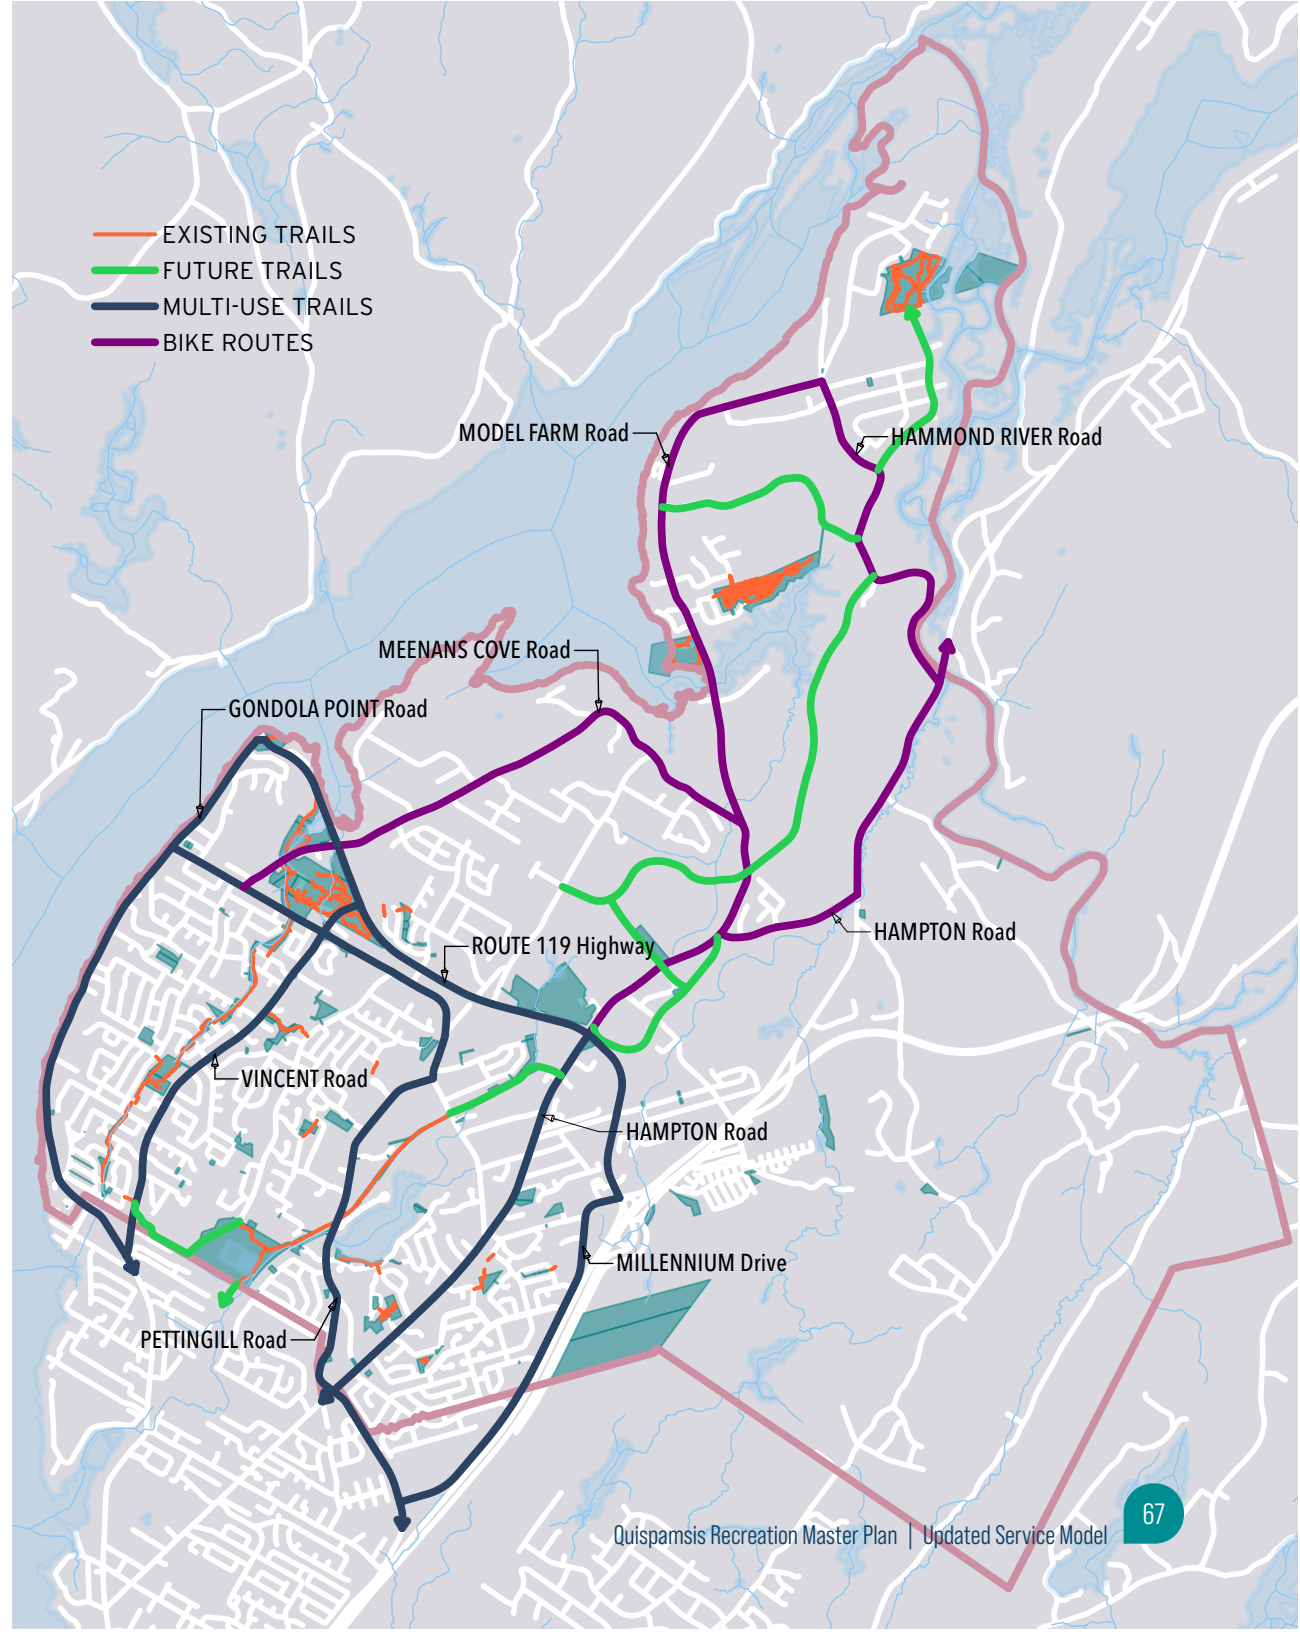 EXISTING TRAILS
FUTURE TRAILS
MULTI-USE TRAILS
BIKE ROUTES
MODEL FARM Road
HAMMOND RIVER Road
MEENANS COVE Road
GONDOLA POINT Road
HAMPTON Road
ROUTE 119 Highway
VINCENT Road
HAMPTON Road
MILLENNIUM Drive
PETTINGILL Road
Quispamsis Recreation Master Plan | Updated Service Model
67